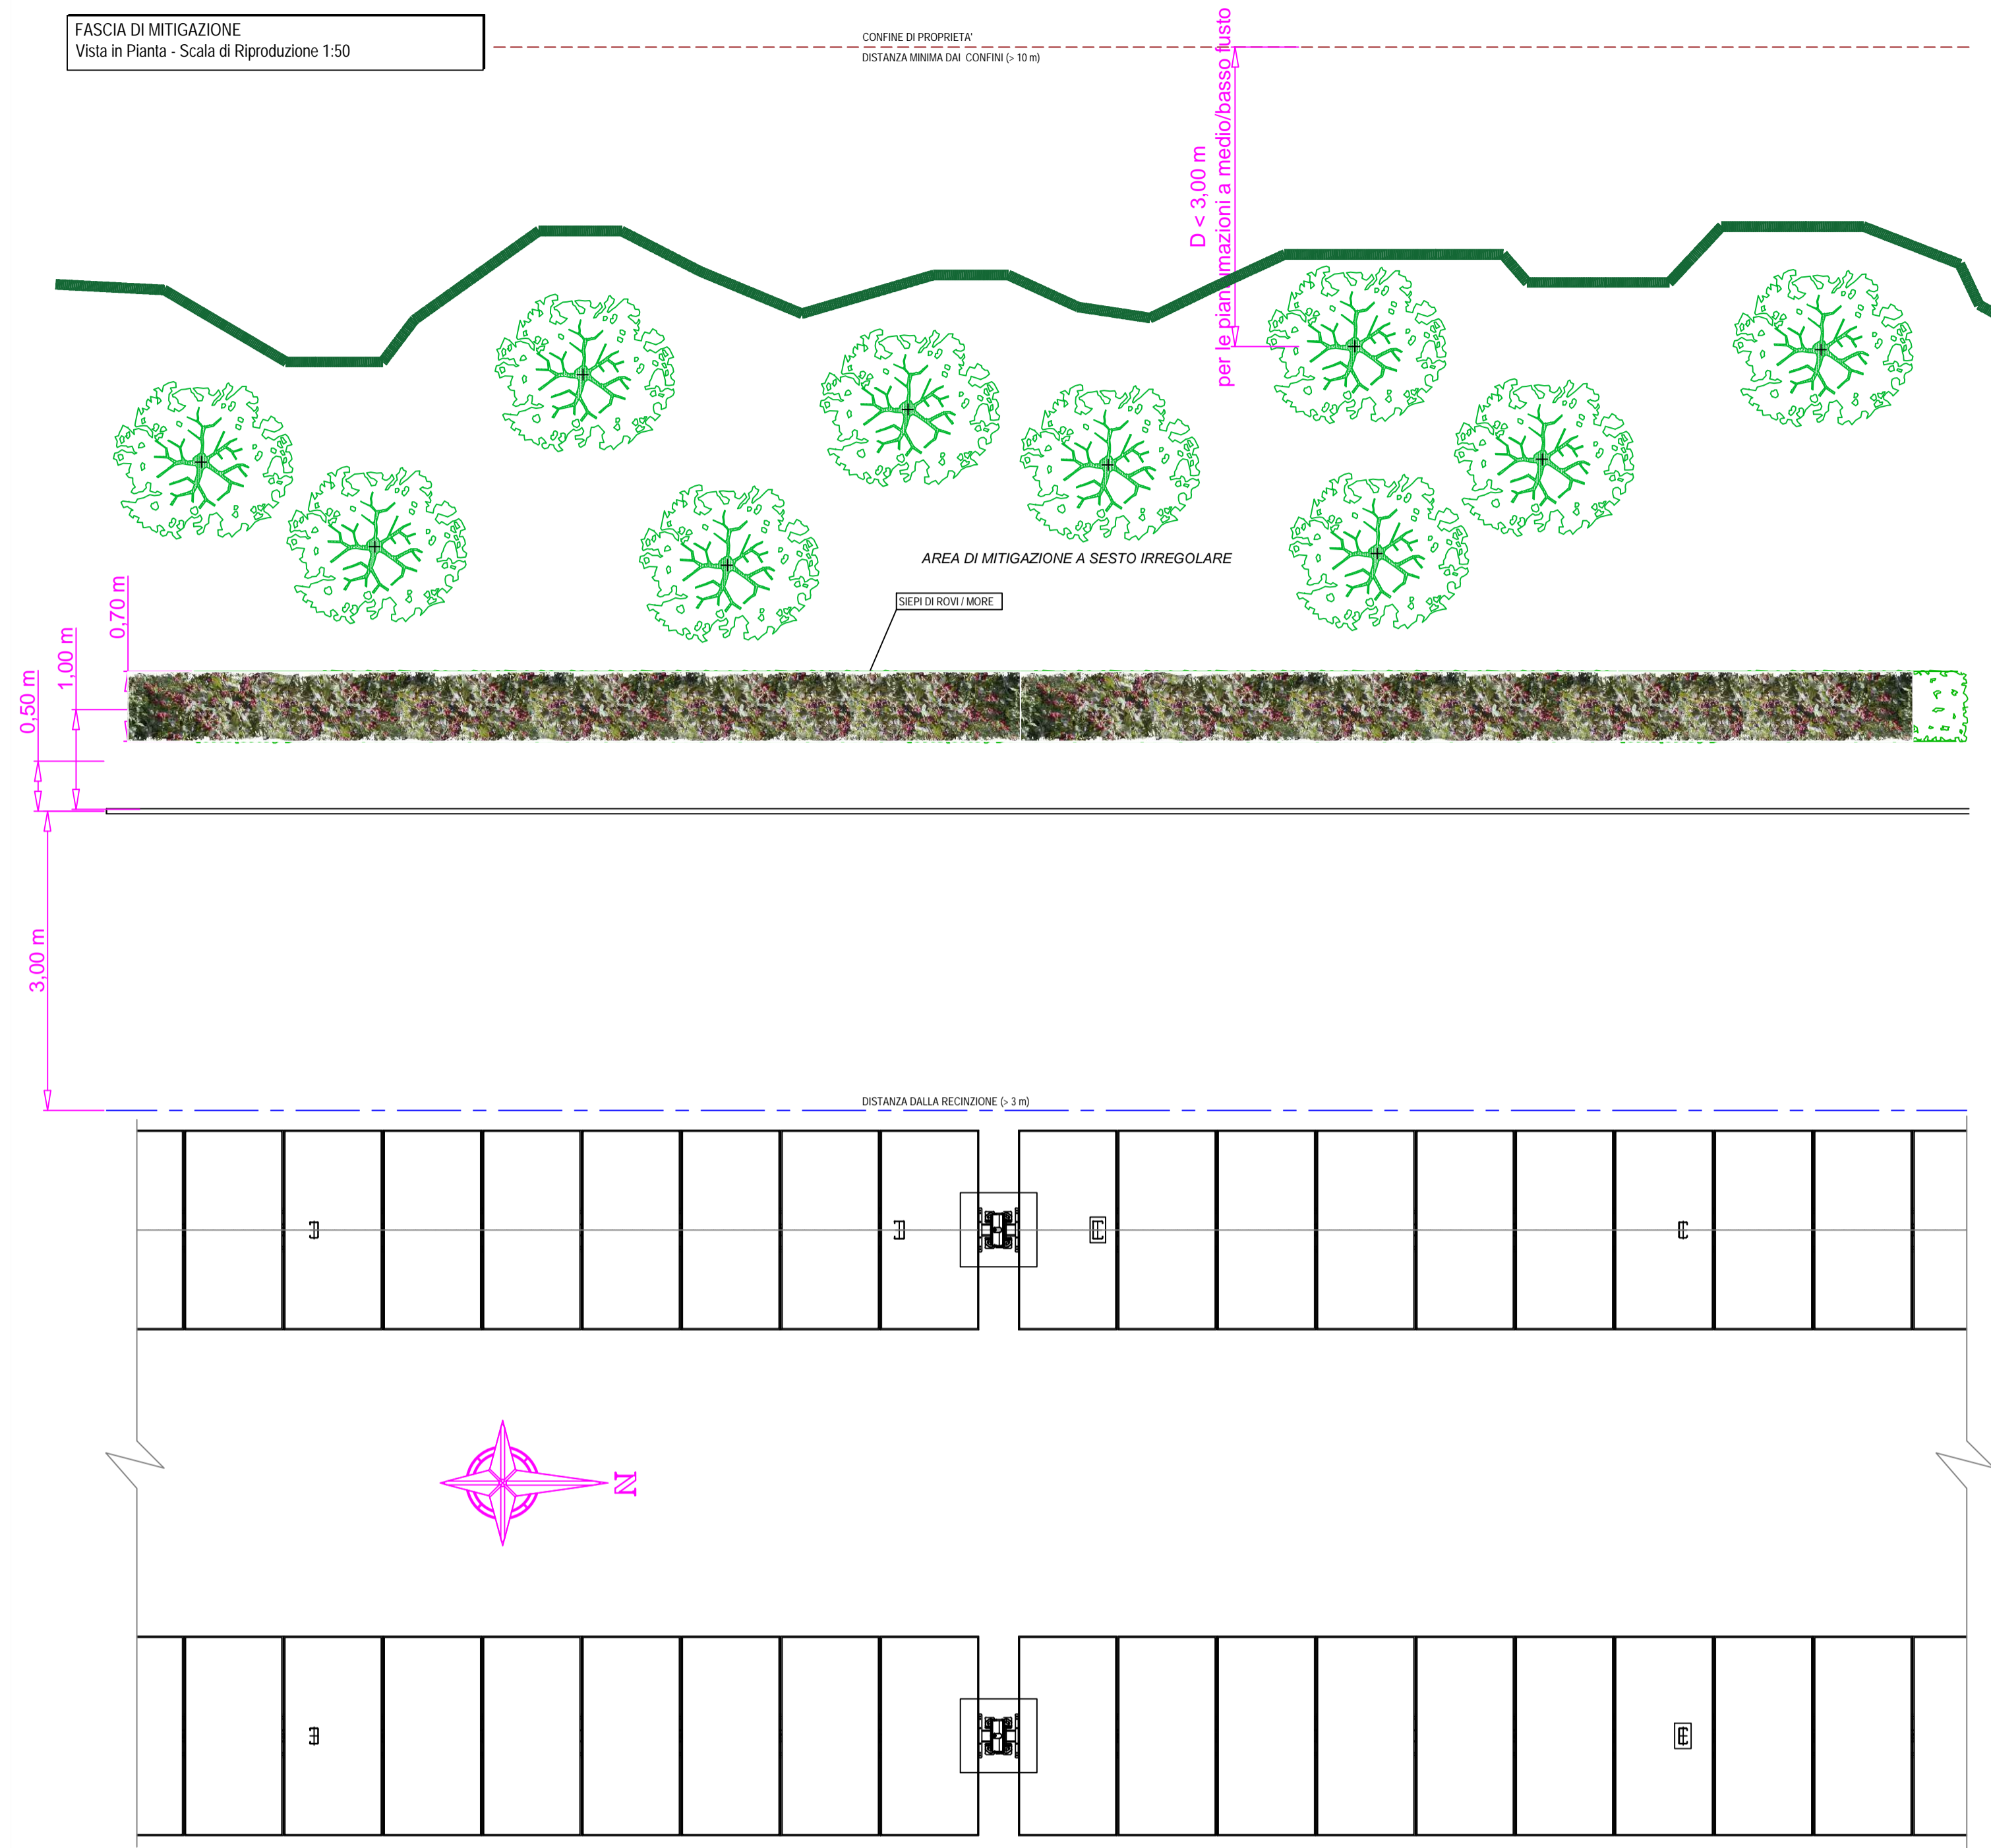 FASCIA DI MITIGAZIONE
Vista in Pianta - Scala di Riproduzione 1:50
CONFINE DI PROPRIETA'
DISTANZA MINIMA DAI CONFINI (> 10 m)
D < 3,00 m
per le piantumazioni a medio/basso fusto
AREA DI MITIGAZIONE A SESTO IRREGOLARE
SIEPI DI ROVI / MORE
0,70 m
1,00 m
0,50 m
3,00 m
DISTANZA DALLA RECINZIONE (> 3 m)
N